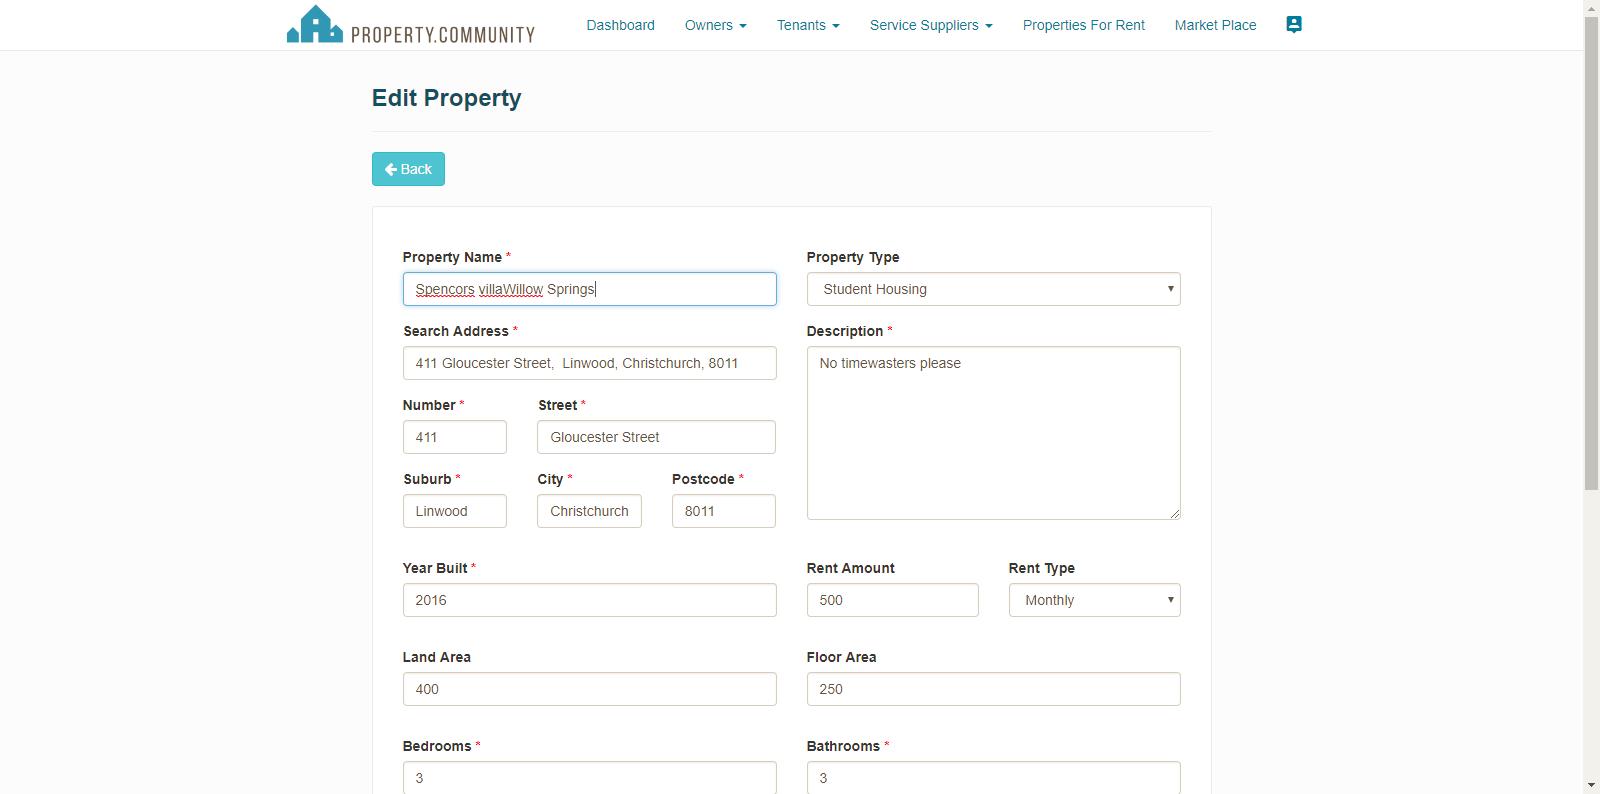 PROPERTY.COMMUNITY
Dashboard Owners Tenants Service Suppliers Properties For Rent Market Place
Edit Property
Back
Property Name * Property Type
Spencors villaWillow Springs Student Housing
Search Address * Description *
411 Gloucester Street, Linwood, Christchurch, 8011 No timewasters please
Number * Street *
411 Gloucester Street
Suburb * City * Postcode *
Linwood Christchurch 8011
Year Built * Rent Amount Rent Type
2016 500 Monthly
Land Area Floor Area
400 250
Bedrooms * Bathrooms *
3 3